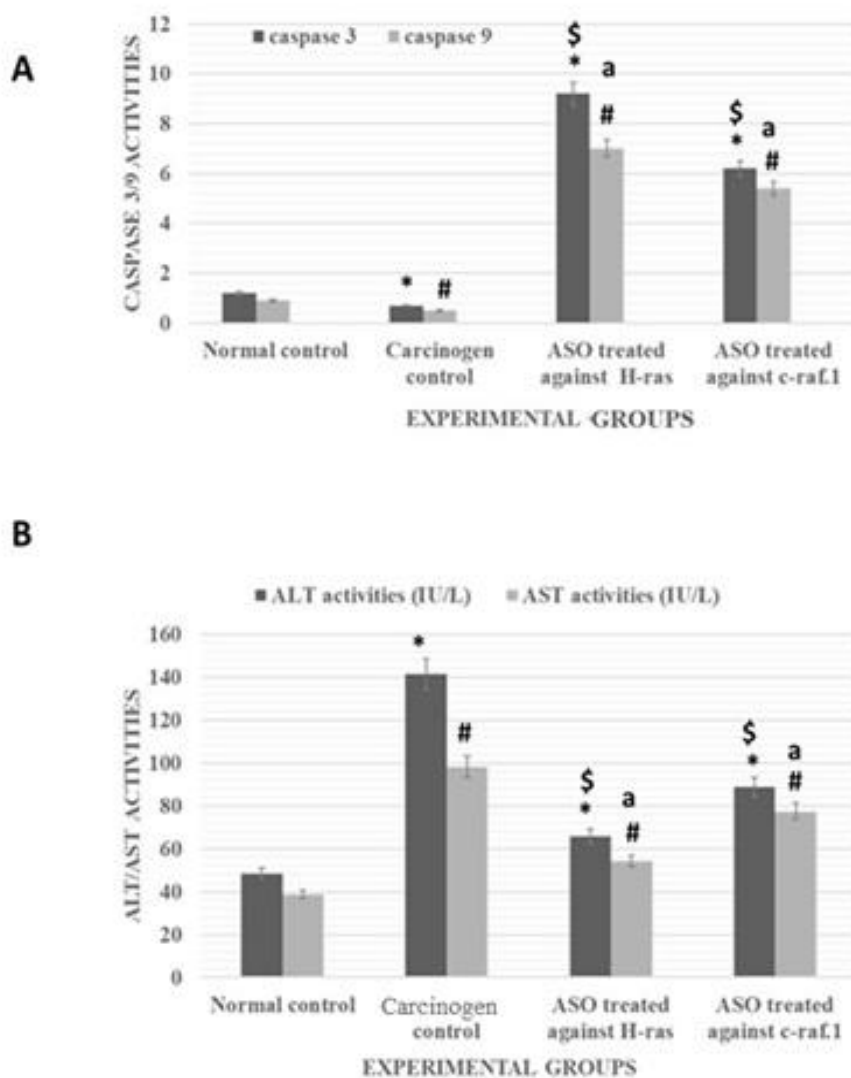 A
caspase 3 caspase 9
CASPASE 3/9 ACTIVITIES
12
10
8
6
4
2
0
* # $ * a # $ * a #
Normal control Carcinogen control ASO treated against H-ras ASO treated against c-raf.1
EXPERIMENTAL GROUPS
B
ALT activities (IU/L) AST activities (IU/L)
ALT/AST ACTIVITIES
160
140
120
100
80
60
40
20
0
* # $ * a # $ * a #
Normal control Carcinogen control ASO treated against H-ras ASO treated against c-raf.1
EXPERIMENTAL GROUPS